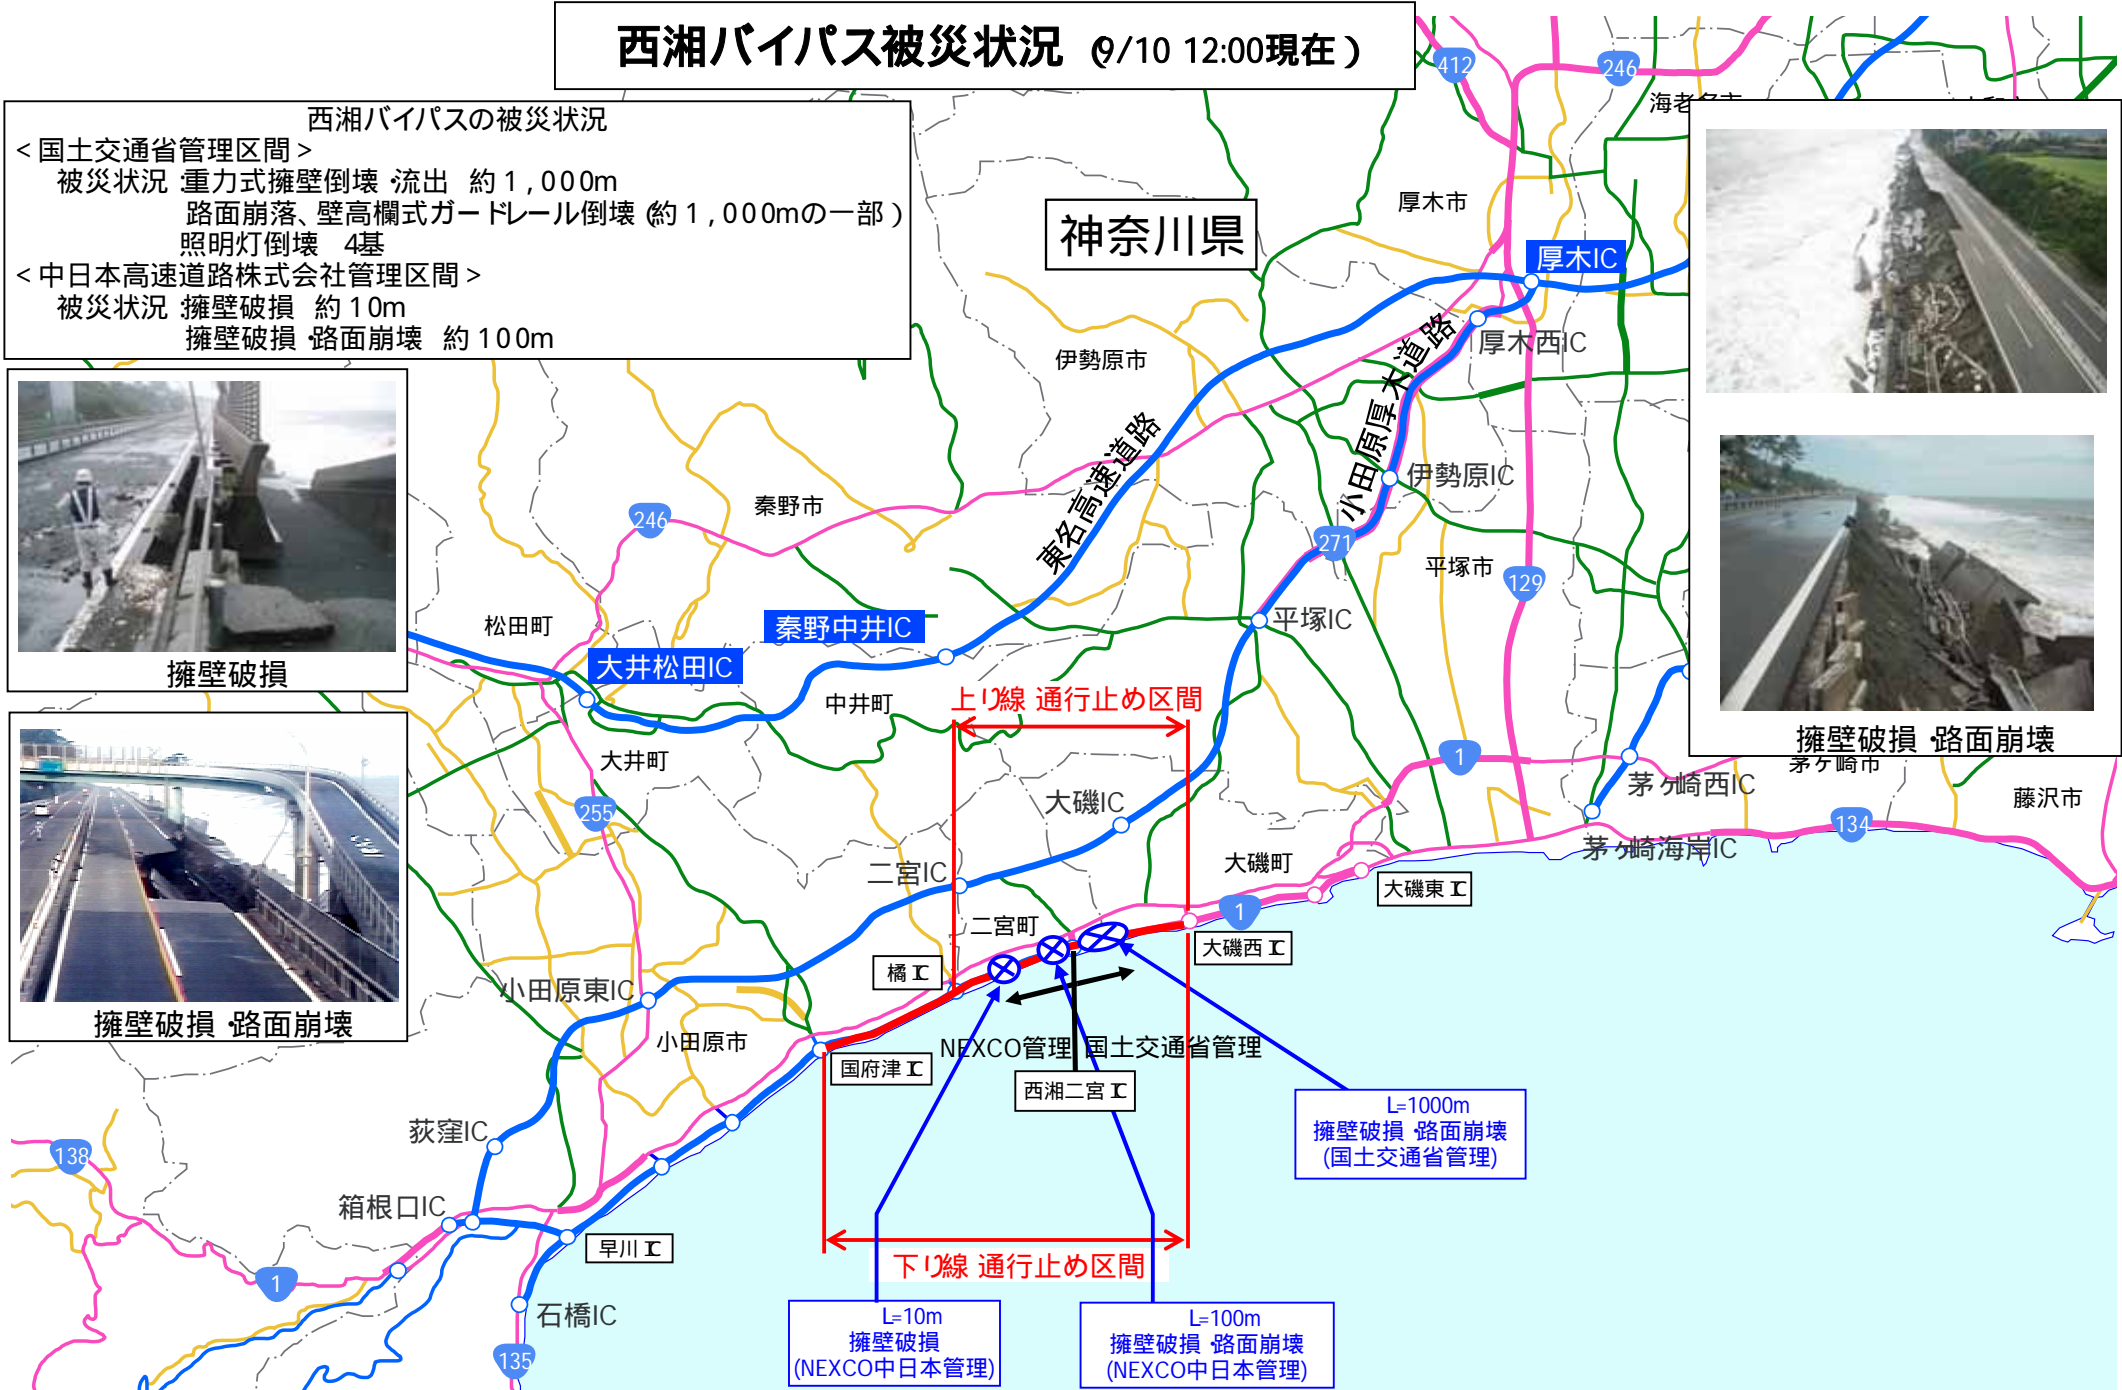 西湘バイパス被災状況 (9/10 12:00現在)
西湘バイパスの被災状況
<国土交通省管理区間>
被災状況:重力式擁壁倒壊・流出 約1,000m
路面崩落、壁高欄式ガードレール倒壊(約1,000mの一部)
照明灯倒壊 4基
<中日本高速道路株式会社管理区間>
被災状況:擁壁破損 約10m
擁壁破損・路面崩壊 約100m
擁壁破損
擁壁破損・路面崩壊
擁壁破損・路面崩壊
神奈川県
412
246
厚木市
厚木IC
厚木西IC
伊勢原市
小田原厚木道路
東名高速道路
伊勢原IC
秦野市
246
271
平塚市
129
平塚IC
松田町
秦野中井IC
大井松田IC
中井町
上り線 通行止め区間
大井町
255
大磯IC
1
茅ヶ崎西IC
茅ヶ崎市
藤沢市
134
茅ヶ崎海岸IC
二宮IC
大磯町
大磯東IC
二宮町
1
大磯西IC
橘IC
小田原東IC
小田原市
国府津IC
NEXCO管理
国土交通省管理
西湘二宮IC
L=1000m
擁壁破損・路面崩壊
(国土交通省管理)
荻窪IC
138
箱根口IC
早川IC
1
下り線 通行止め区間
石橋IC
135
L=10m
擁壁破損
(NEXCO中日本管理)
L=100m
擁壁破損・路面崩壊
(NEXCO中日本管理)